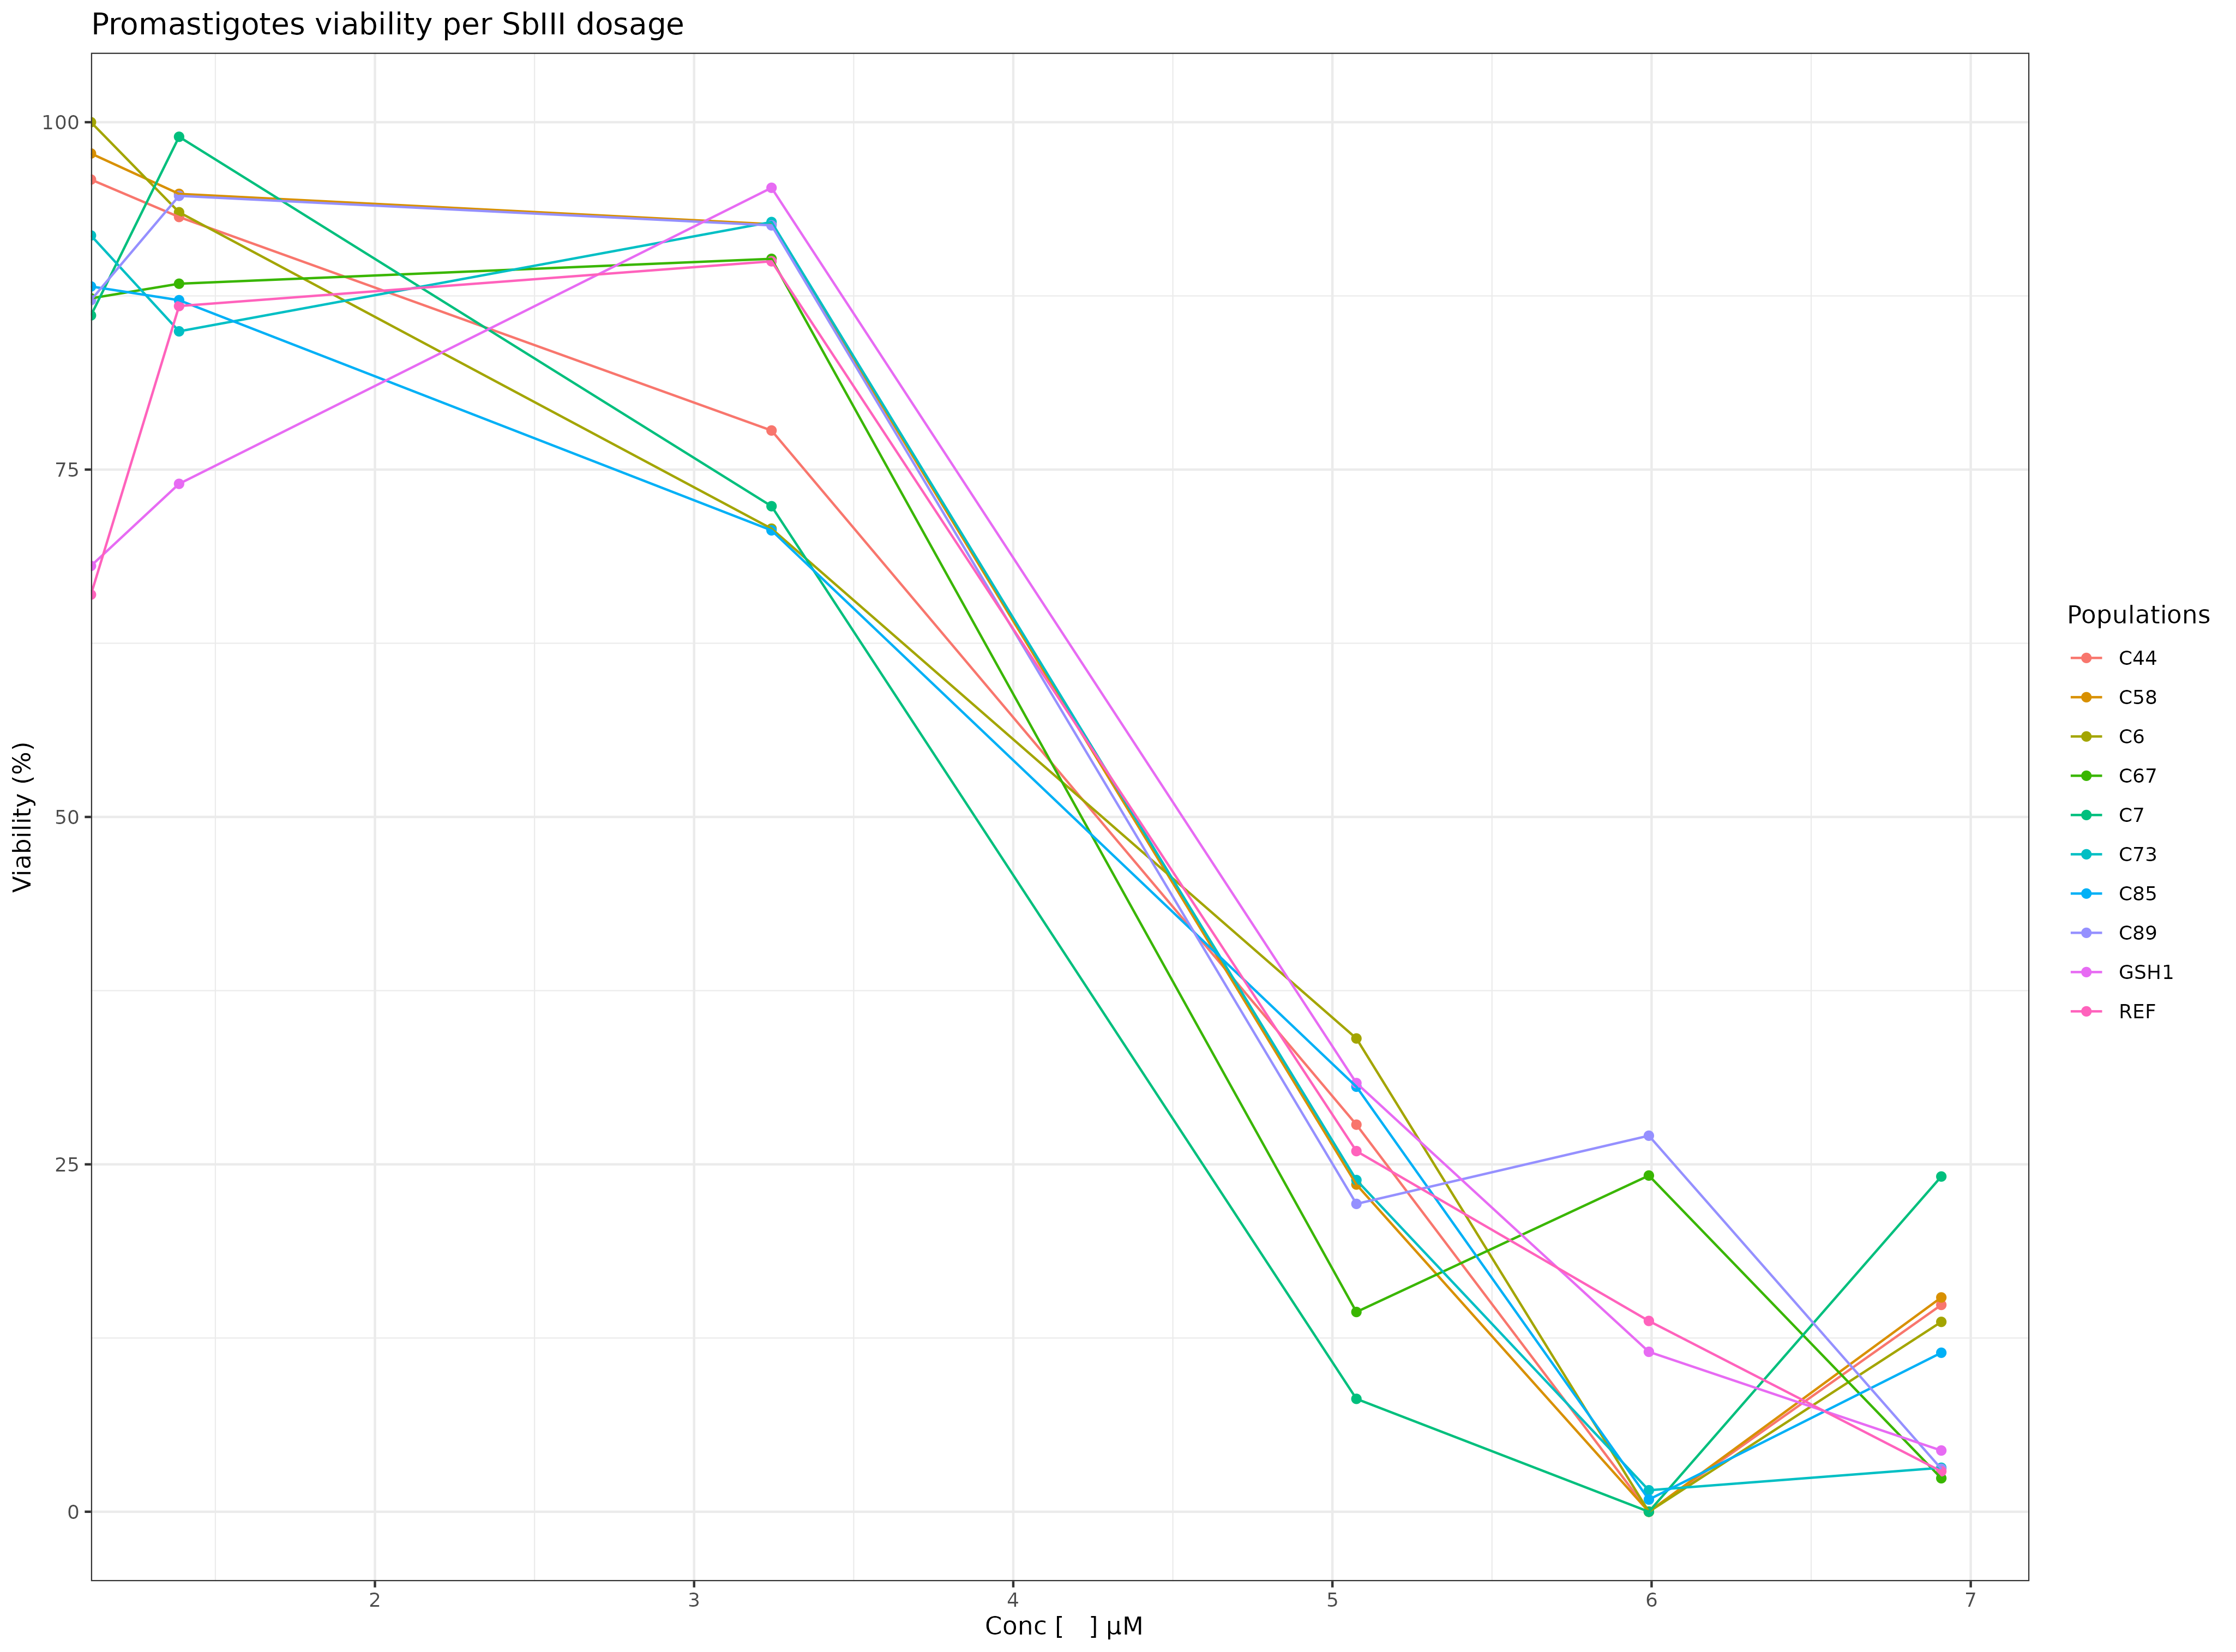 Promastigotes viability per SbIII dosage
100
75
50
25
0
Viability (%)
2 3 4 5 6 7
Conc [ ] µM
Populations
C44
C58
C6
C67
C7
C73
C85
C89
GSH1
REF